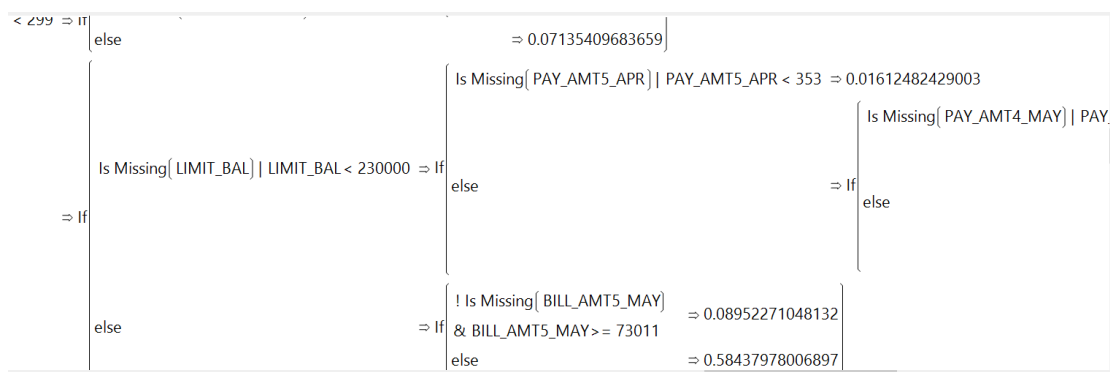 < 299 ⇒ If
else ⇒ 0.07135409683659
Is Missing( PAY_AMT5_APR) | PAY_AMT5_APR < 353 ⇒ 0.01612482429003
Is Missing( PAY_AMT4_MAY) | PAY_
Is Missing( LIMIT_BAL) | LIMIT_BAL < 230000 ⇒ If
else ⇒ If
else
⇒ If
! Is Missing( BILL_AMT5_MAY) ⇒ 0.08952271048132
& BILL_AMT5_MAY>= 73011
else ⇒ If
else ⇒ 0.58437978006897